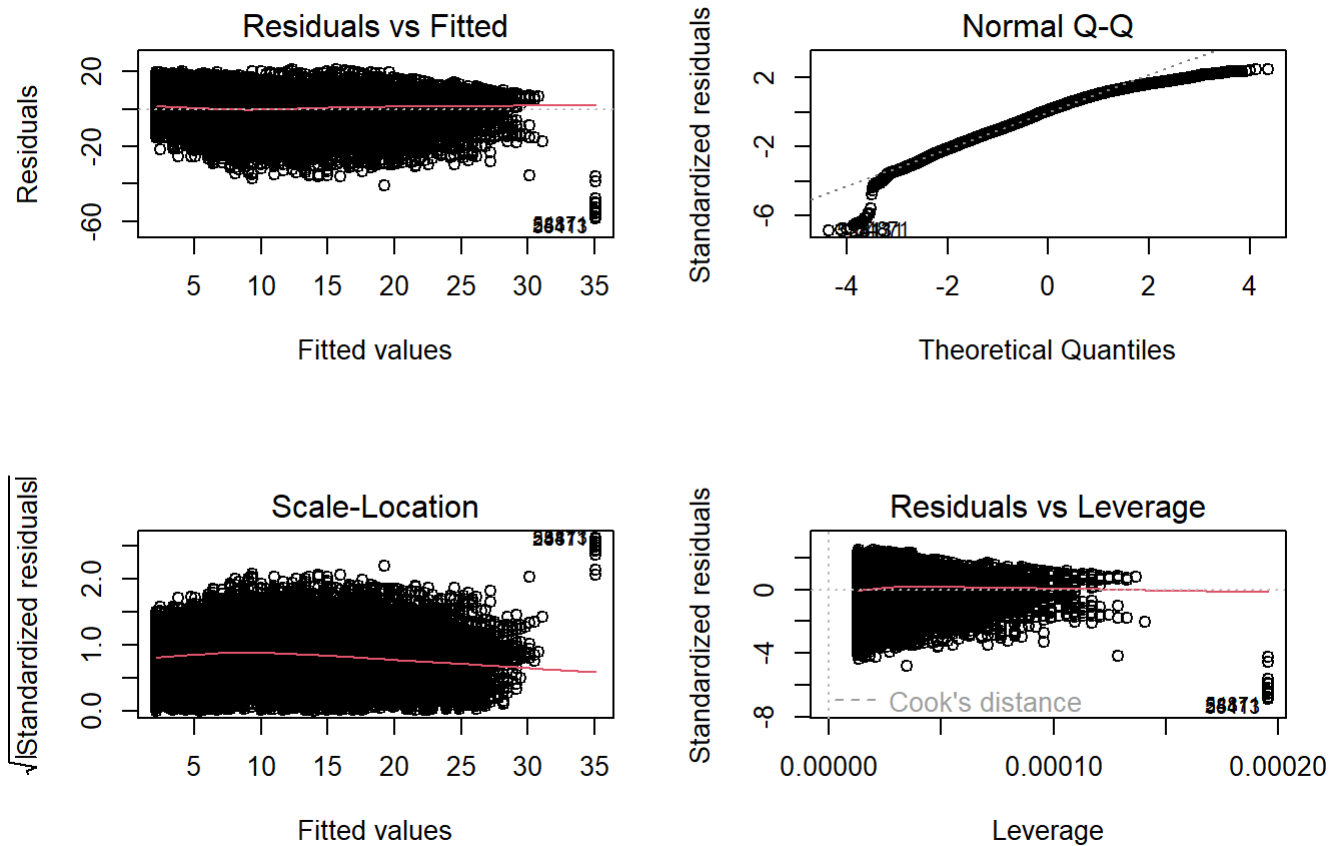 Residuals vs Fitted
Residuals
20
-20
-60
5 10 15 20 25 30 35
Fitted values
Normal Q-Q
Standardized residuals
2
-2
-6
-4 -2 0 2 4
Theoretical Quantiles
Scale-Location
√|Standardized residuals|
2.0
1.0
0.0
5 10 15 20 25 30 35
Fitted values
Residuals vs Leverage
Standardized residuals
0
-4
-8
Cook's distance
0.00000 0.00010 0.00020
Leverage